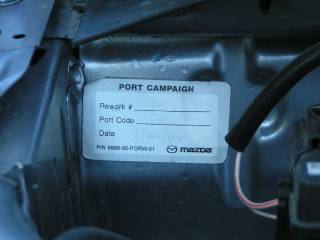 PORT CAMPAIGN
Rework #
Port Code
Date
P/N 9999-95-PORW-01 mazda